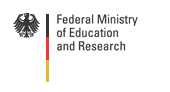 Federal Ministry
of Education
and Research